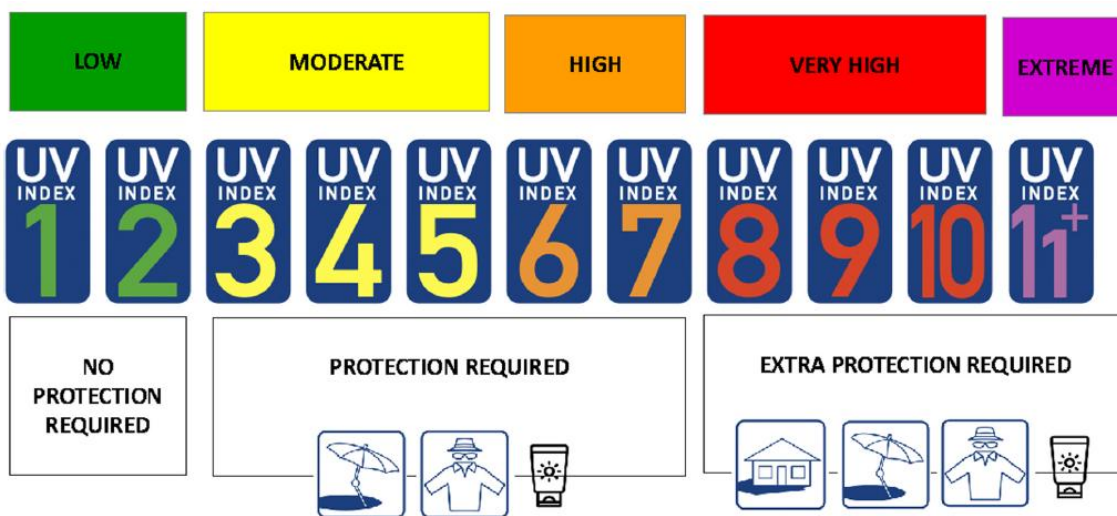 LOW
MODERATE
HIGH
VERY HIGH
EXTREME
UV
INDEX
1
UV
INDEX
2
UV
INDEX
3
UV
INDEX
4
UV
INDEX
5
UV
INDEX
6
UV
INDEX
7
UV
INDEX
8
UV
INDEX
9
UV
INDEX
10
UV
INDEX
11+
NO
PROTECTION
REQUIRED
PROTECTION REQUIRED
EXTRA PROTECTION REQUIRED